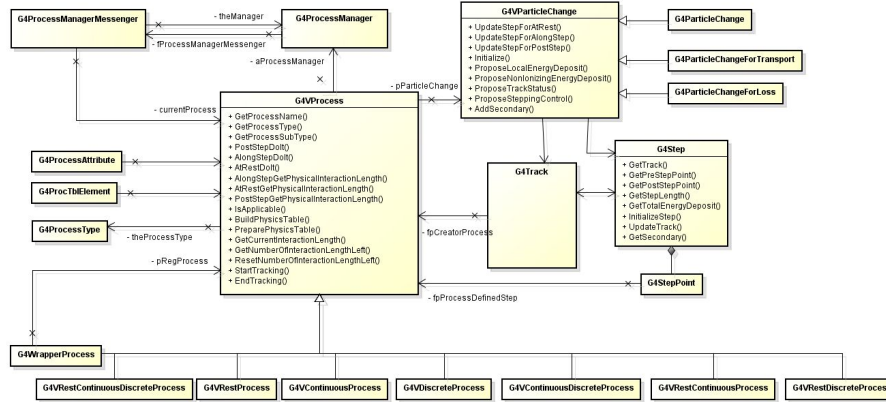 G4ProcessManagerMessenger
- theManager
- fProcessManagerMessenger
G4ProcessManager
- aProcessManager
- currentProcess
G4VProcess
+ GetProcessName()
+ GetProcessType()
+ GetProcessSubType()
+ PostStepDoIt()
+ AlongStepDoIt()
+ AtRestDoIt()
+ AlongStepGetPhysicalInteractionLength()
+ AtRestGetPhysicalInteractionLength()
+ PostStepGetPhysicalInteractionLength()
+ IsApplicable()
+ BuildPhysicsTable()
+ PreparePhysicsTable()
+ GetCurrentInteractionLength()
+ GetNumberOfInteractionLengthLeft()
+ ResetNumberOfInteractionLengthLeft()
+ StartTracking()
+ EndTracking()
G4ProcessAttribute
G4ProcTblElement
G4ProcessType
- theProcessType
- pRegProcess
G4WrapperProcess
- pParticleChange
G4VParticleChange
+ UpdateStepForAtRest()
+ UpdateStepForAlongStep()
+ UpdateStepForPostStep()
+ Initialize()
+ ProposeLocalEnergyDeposit()
+ ProposeNonIonizingEnergyDeposit()
+ ProposeTrackStatus()
+ ProposeSteppingControl()
+ AddSecondary()
G4ParticleChange
G4ParticleChangeForTransport
G4ParticleChangeForLoss
G4Track
- fpCreatorProcess
G4Step
+ GetTrack()
+ GetPreStepPoint()
+ GetPostStepPoint()
+ GetStepLength()
+ GetTotalEnergyDeposit()
+ InitializeStep()
+ UpdateTrack()
+ GetSecondary()
G4StepPoint
- fpProcessDefinedStep
G4VRestContinuousDiscreteProcess
G4VRestProcess
G4VContinuousProcess
G4VDiscreteProcess
G4VContinuousDiscreteProcess
G4VRestContinuousProcess
G4VRestDiscreteProcess